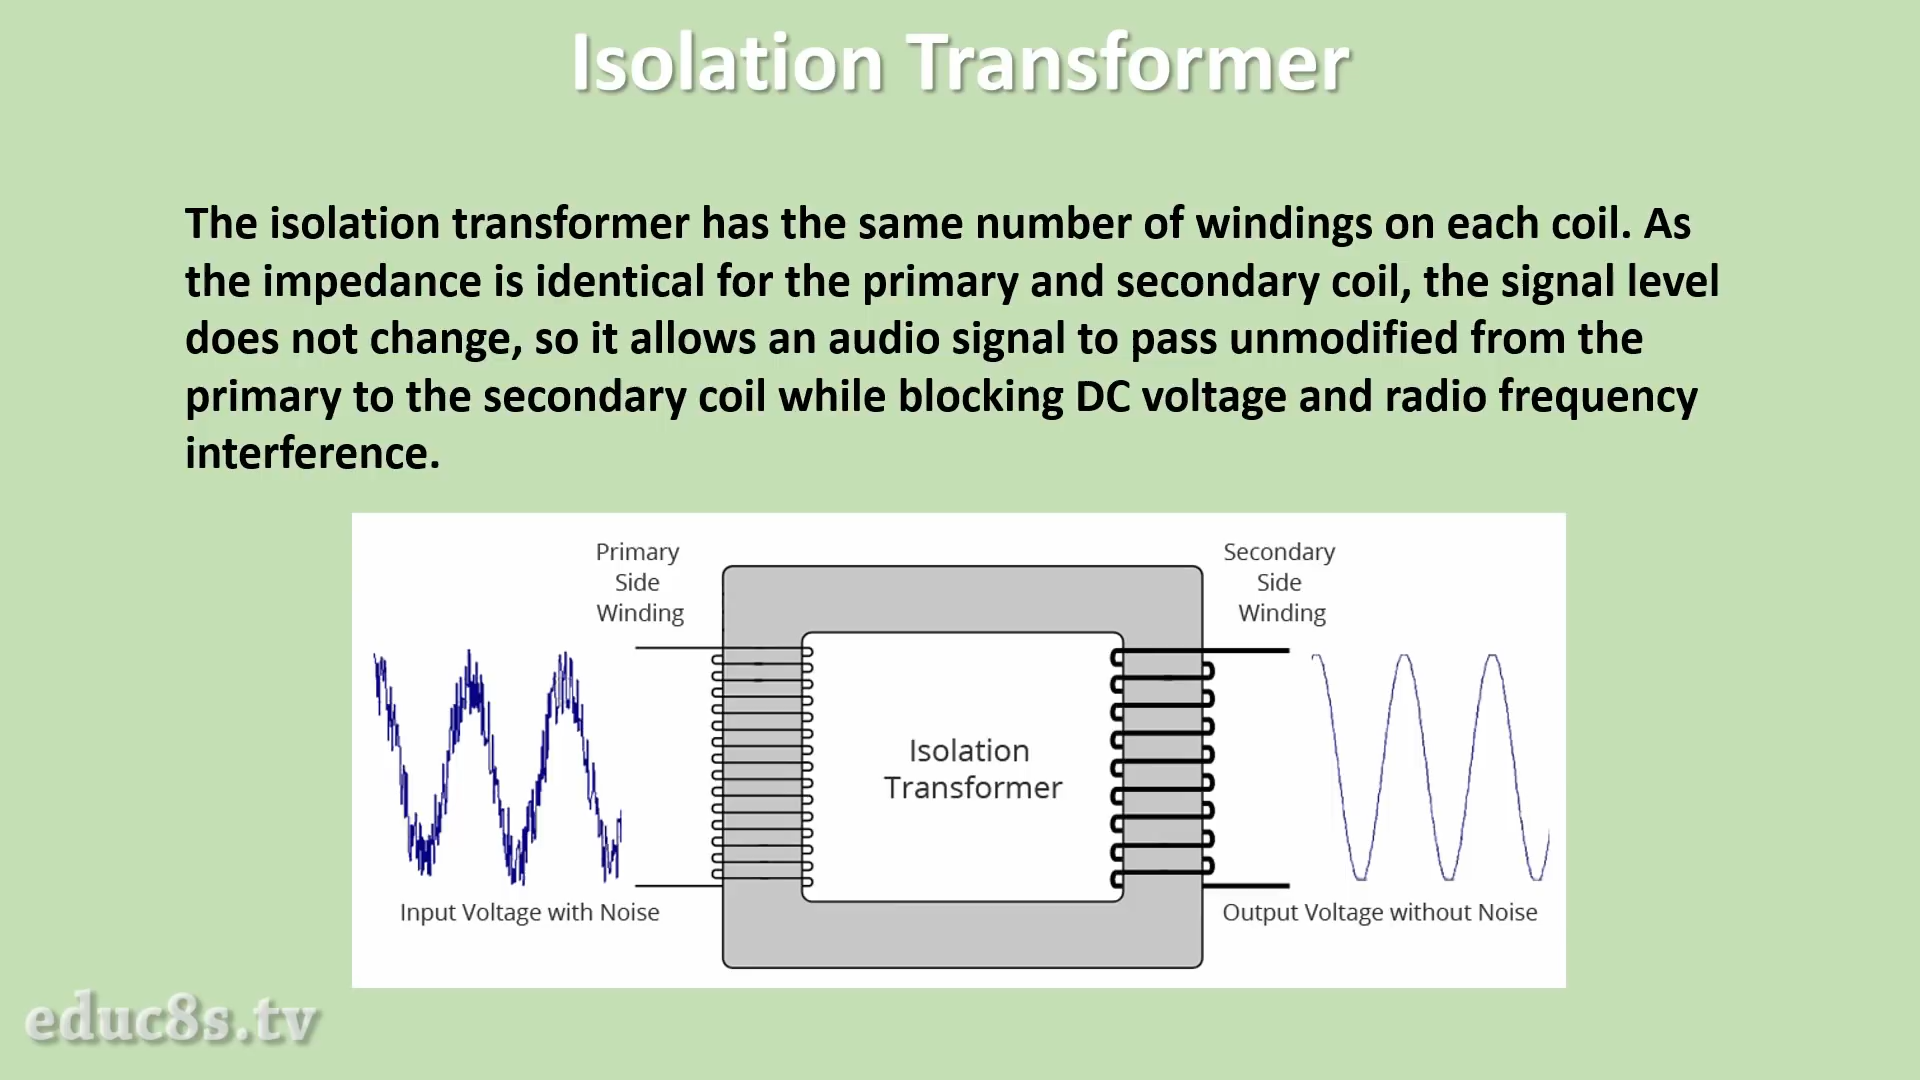 Isolation Transformer
The isolation transformer has the same number of windings on each coil. As
the impedance is identical for the primary and secondary coil, the signal level
does not change, so it allows an audio signal to pass unmodified from the
primary to the secondary coil while blocking DC voltage and radio frequency
interference.
Primary
Side
Winding
Secondary
Side
Winding
Isolation
Transformer
Input Voltage with Noise
Output Voltage without Noise
educ8s.tv